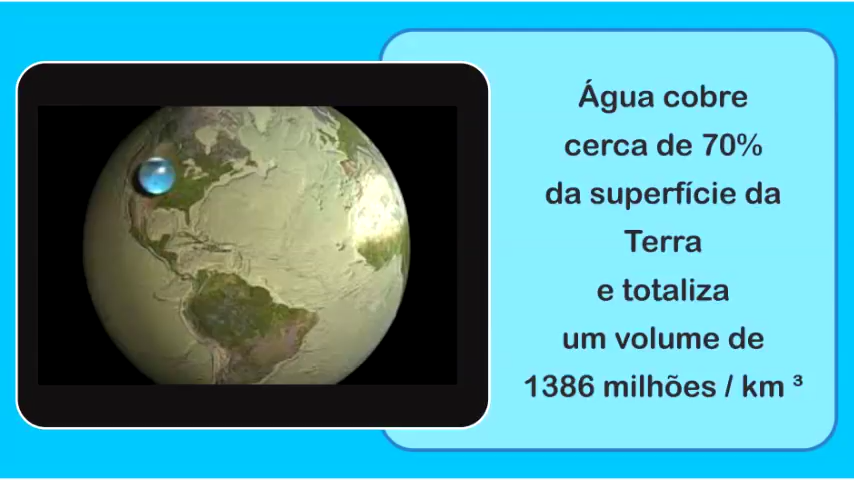 Água cobre
cerca de 70%
da superfície da
Terra
e totaliza
um volume de
1386 milhões / km ³